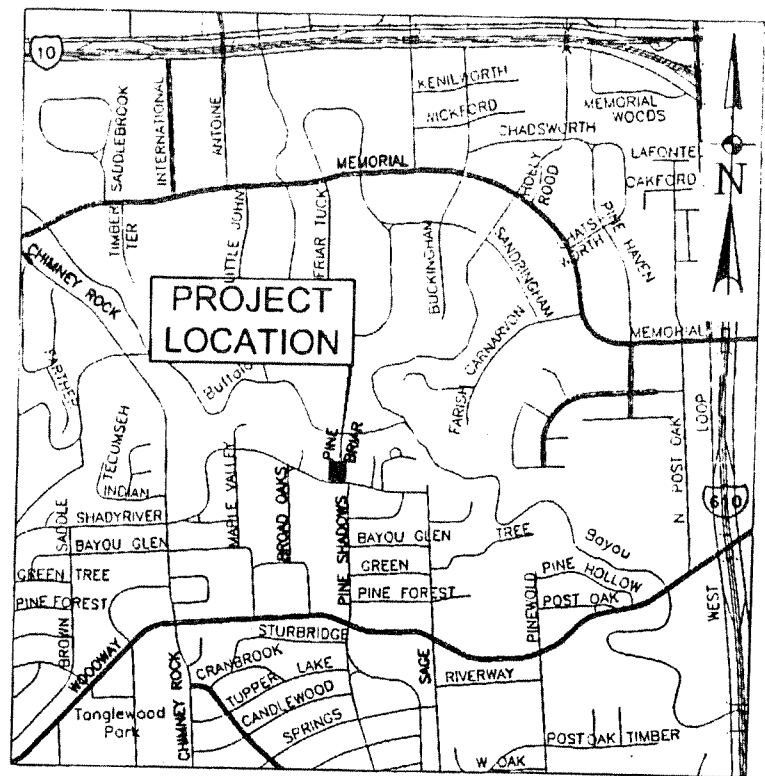 10
KENILWORTH
WICKFORD
MEMORIAL WOODS
CHADSWORTH
SADDLEBROOK
INTERNATIONAL
ANTOINE
MEMORIAL
LAFONTE
OAKFORD
N
HOLLY
ROOD
TIMBER
TER
LITTLE JOHN
FRIAR TUCK
BUCKINGHAM
SANDRINGHAM
CHATS
WORTH
PINE HAVEN
CHIMNEY ROCK
PROJECT
LOCATION
MEMORIAL
CARNARVON
FARISH
Buffalo
PINE
BRIAR
LOOP
N POST OAK
610
WEST
TECUMSEH
INDIAN
SHADYRIVER
SADDLE
BAYOU GLEN
GREEN TREE
PINE FOREST
BROWN
MAPLE VALLEY
BROAD OAKS
PINE SHADOWS
BAYOU GLEN
TREE
GREEN
PINE FOREST
Bayou
PINE HOLLOW
POST OAK
PINEWOLD
WOODWAY
STURBRIDGE
CRANBROOK
TUPPER LAKE
CANDLEWOOD
SPRINGS
SAGE
RIVERWAY
Tanglewood
Park
CHIMNEY ROCK
POST OAK TIMBER
W OAK